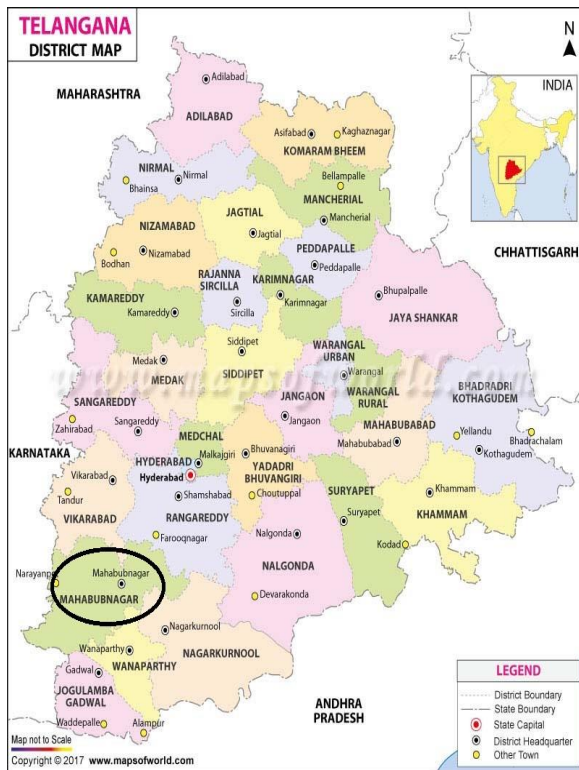 TELANGANA
DISTRICT MAP
N
INDIA
MAHARASHTRA
Adilabad
ADILABAD
Asifabad
Kaghaznagar
KOMARAM BHEEM
NIRMAL
Nirmal
Bhainsa
Bellampalle
MANCHERIAL
Mancherial
NIZAMABAD
Nizamabad
Bodhan
JAGTIAL
Jagtial
PEDDAPALLE
Peddapalle
CHHATTISGARH
RAJANNA
SIRCILLA
Sircilla
KARIMNAGAR
Karimnagar
KAMAREDDY
Kamareddy
Bhupalpalle
JAYA SHANKAR
Medak
MEDAK
Siddipet
SIDDIPET
WARANGAL
URBAN
Warangal
WARANGAL
RURAL
BHADRADRI
KOTHAGUDEM
www.mapsofworld.com
SANGAREDDY
Sangareddy
Zahirabad
JANGAON
Jangaon
MAHABUBABAD
Mahabubabad
Yellandu
Bhadrachalam
Kothagudem
KARNATAKA
MEDCHAL
Malkajgiri
HYDERABAD
Hyderabad
Bhuvanagiri
YADADRI
BHUVANGIRI
Choutuppal
Vikarabad
Tandur
VIKARABAD
Shamshabad
RANGAREDDY
Farooqnagar
SURYAPET
Suryapet
Khammam
KHAMMAM
Kodad
Nalgonda
NALGONDA
Devarakonda
Narayanpe
Mahabubnagar
MAHABUBNAGAR
Nagarkurnool
NAGARKURNOOL
Wanaparthy
WANAPARTHY
Gadwal
JOGULAMBA
GADWAL
Waddepalle
Alampur
ANDHRA
PRADESH
LEGEND
District Boundary
State Boundary
State Capital
District Headquarter
Other Town
Map not to Scale
Copyright © 2017 www.mapsofworld.com